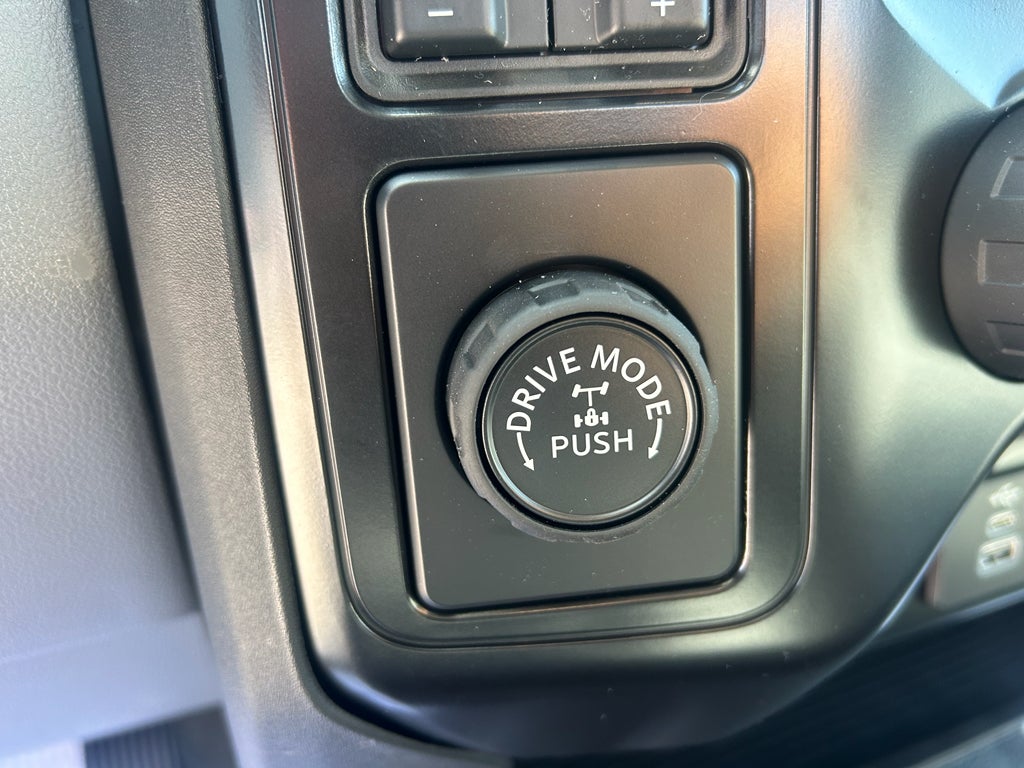 -
+
DRIVE MODE
PUSH